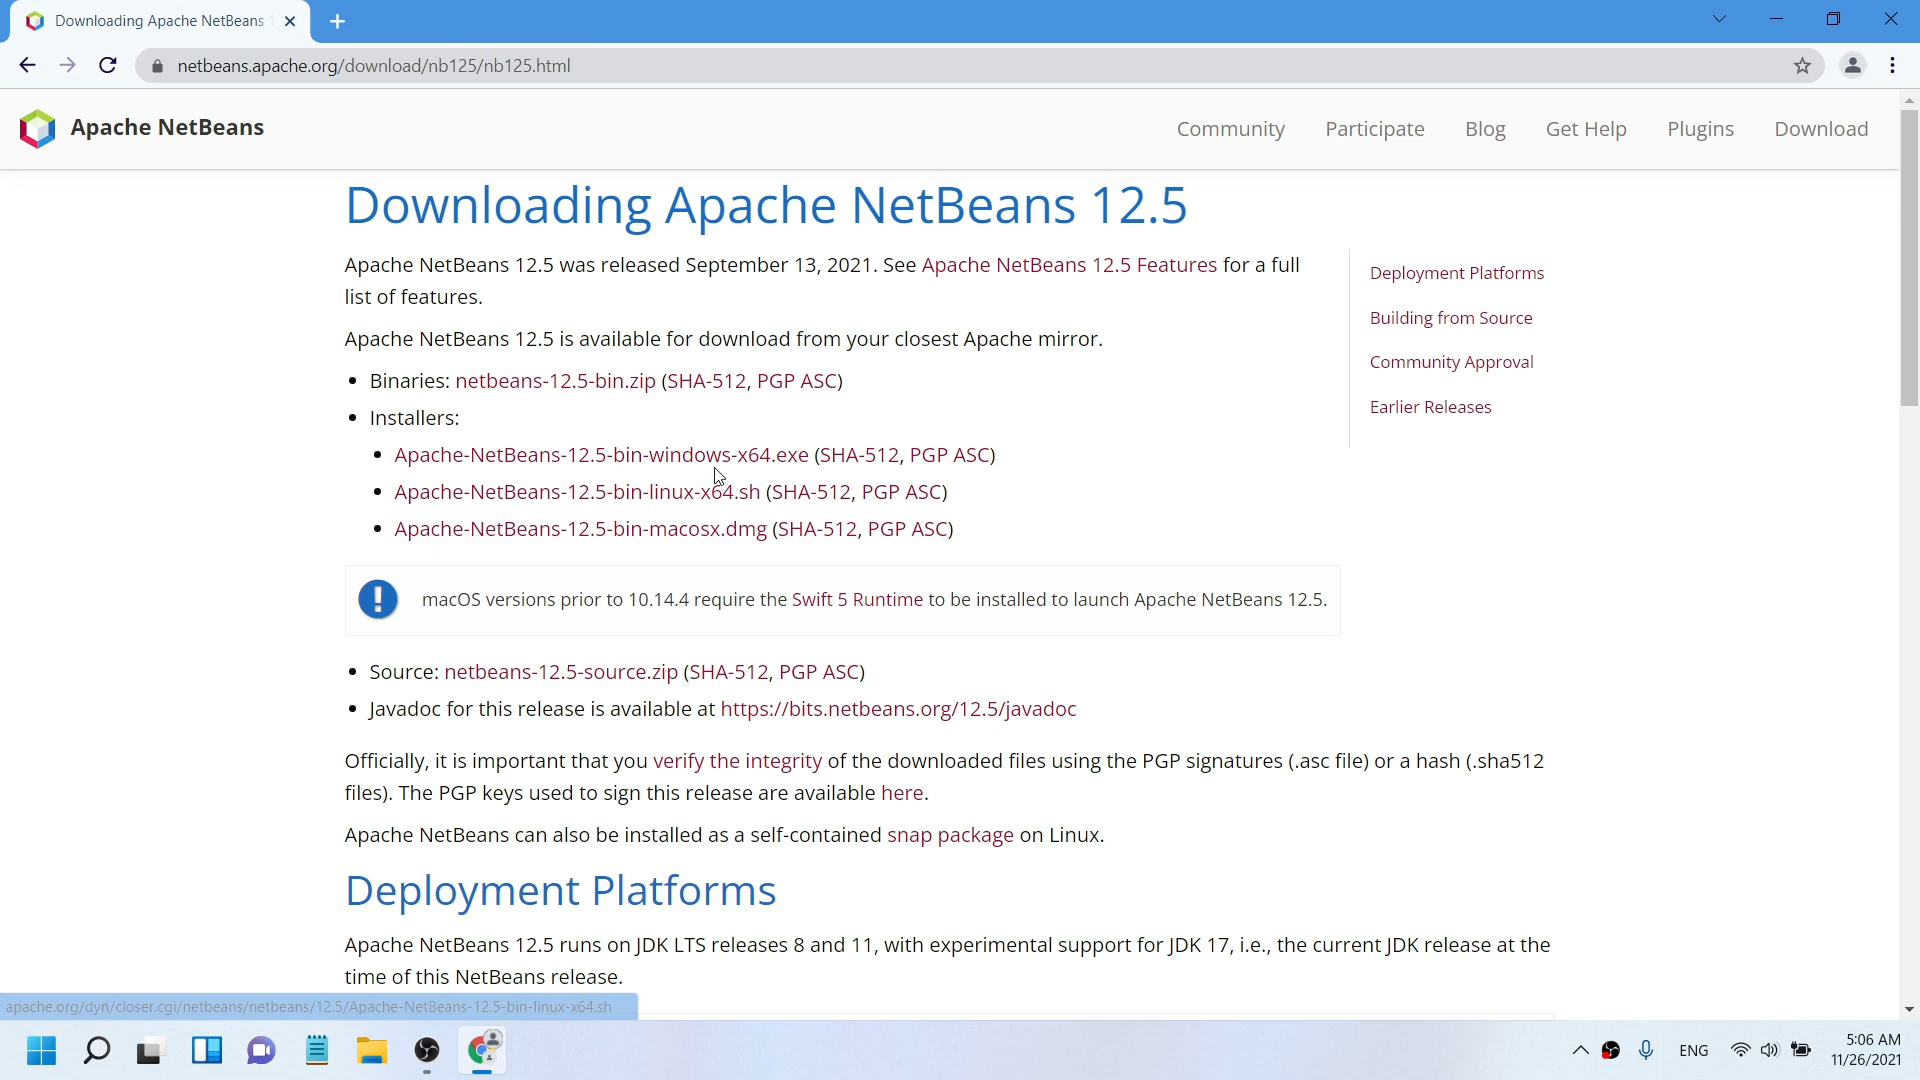 Downloading Apache NetBeans
netbeans.apache.org/download/nb125/nb125.html
Apache NetBeans
Community
Participate
Blog
Get Help
Plugins
Download
Downloading Apache NetBeans 12.5
Apache NetBeans 12.5 was released September 13, 2021. See Apache NetBeans 12.5 Features for a full
list of features.
Apache NetBeans 12.5 is available for download from your closest Apache mirror.
• Binaries: netbeans-12.5-bin.zip (SHA-512, PGP ASC)
• Installers:
• Apache-NetBeans-12.5-bin-windows-x64.exe (SHA-512, PGP ASC)
• Apache-NetBeans-12.5-bin-linux-x64.sh (SHA-512, PGP ASC)
• Apache-NetBeans-12.5-bin-macosx.dmg (SHA-512, PGP ASC)
Deployment Platforms
Building from Source
Community Approval
Earlier Releases
macOS versions prior to 10.14.4 require the Swift 5 Runtime to be installed to launch Apache NetBeans 12.5.
• Source: netbeans-12.5-source.zip (SHA-512, PGP ASC)
• Javadoc for this release is available at https://bits.netbeans.org/12.5/javadoc
Officially, it is important that you verify the integrity of the downloaded files using the PGP signatures (.asc file) or a hash (.sha512
files). The PGP keys used to sign this release are available here.
Apache NetBeans can also be installed as a self-contained snap package on Linux.
Deployment Platforms
Apache NetBeans 12.5 runs on JDK LTS releases 8 and 11, with experimental support for JDK 17, i.e., the current JDK release at the
time of this NetBeans release.
apache.org/dyn/closer.cgi/netbeans/netbeans/12.5/Apache-NetBeans-12.5-bin-linux-x64.sh
ENG
5:06 AM
11/26/2021